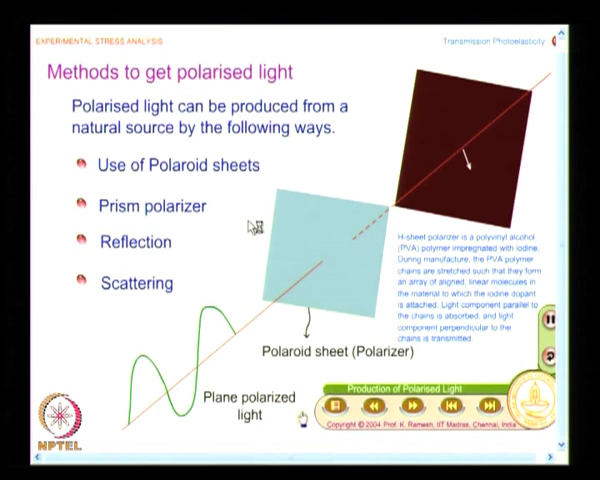 EXPERIMENTAL STRESS ANALYSIS
Transmission Photoelasticity
Methods to get polarised light
Polarised light can be produced from a
natural source by the following ways.
Use of Polaroid sheets
Prism polarizer
Reflection
Scattering
H-sheet polarizer is a polyvinyl alcohol
(PVA) polymer impregnated with iodine.
During manufacture, the PVA polymer
chains are stretched such that they form
an array of aligned, linear molecules in
the material to which the iodine dopant
is attached. Light component parallel to
the chains is absorbed, and light
component perpendicular to the
chains is transmitted.
Polaroid sheet (Polarizer)
Plane polarized
light
Production of Polarised Light
Copyright © 2004 Prof. K. Ramesh, IIT Madras, Chennai, India
NPTEL